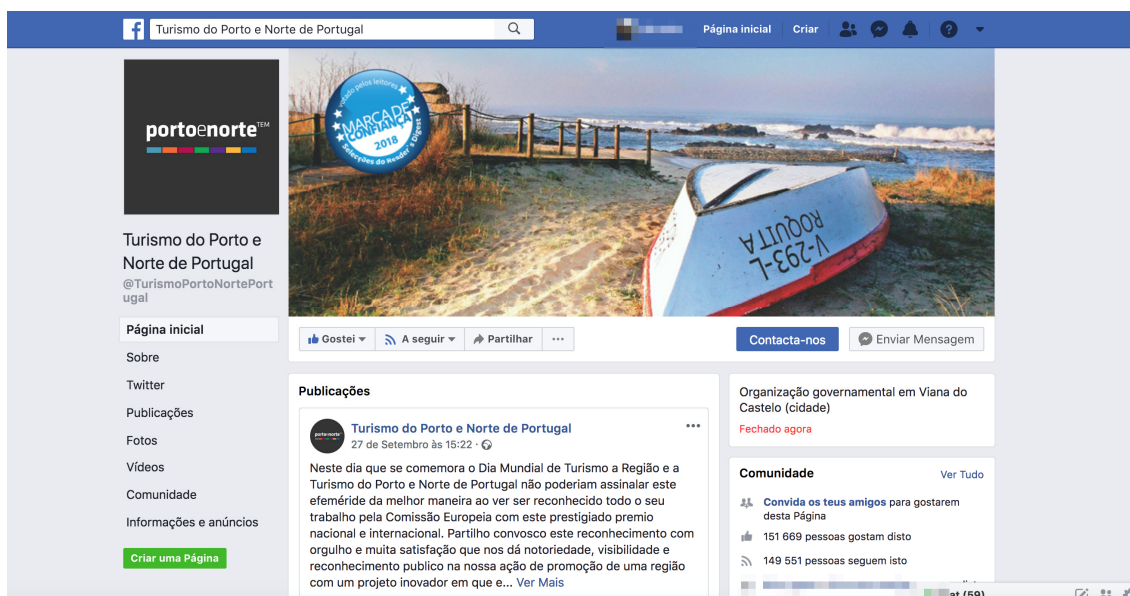 Turismo do Porto e Norte de Portugal
Página inicial
Criar
portoenorte™
votado pelos leitores
MARCA DE
CONFIANÇA
2018
Selecções do Reader's Digest
ROQUITA
V-293-L
Turismo do Porto e
Norte de Portugal
@TurismoPortoNortePort
ugal
Página inicial
Sobre
Twitter
Publicações
Fotos
Vídeos
Comunidade
Informações e anúncios
Criar uma Página
Gostei
A seguir
Partilhar
Contacta-nos
Enviar Mensagem
Publicações
Turismo do Porto e Norte de Portugal
27 de Setembro às 15:22 ·
Neste dia que se comemora o Dia Mundial de Turismo a Região e a
Turismo do Porto e Norte de Portugal não poderiam assinalar este
efeméride da melhor maneira ao ver ser reconhecido todo o seu
trabalho pela Comissão Europeia com este prestigiado premio
nacional e internacional. Partilho convosco este reconhecimento com
orgulho e muita satisfação que nos dá notoriedade, visibilidade e
reconhecimento publico na nossa ação de promoção de uma região
com um projeto inovador em que e... Ver Mais
Organização governamental em Viana do
Castelo (cidade)
Fechado agora
Comunidade
Ver Tudo
Convida os teus amigos para gostarem
desta Página
151 669 pessoas gostam disto
149 551 pessoas seguem isto
(59)